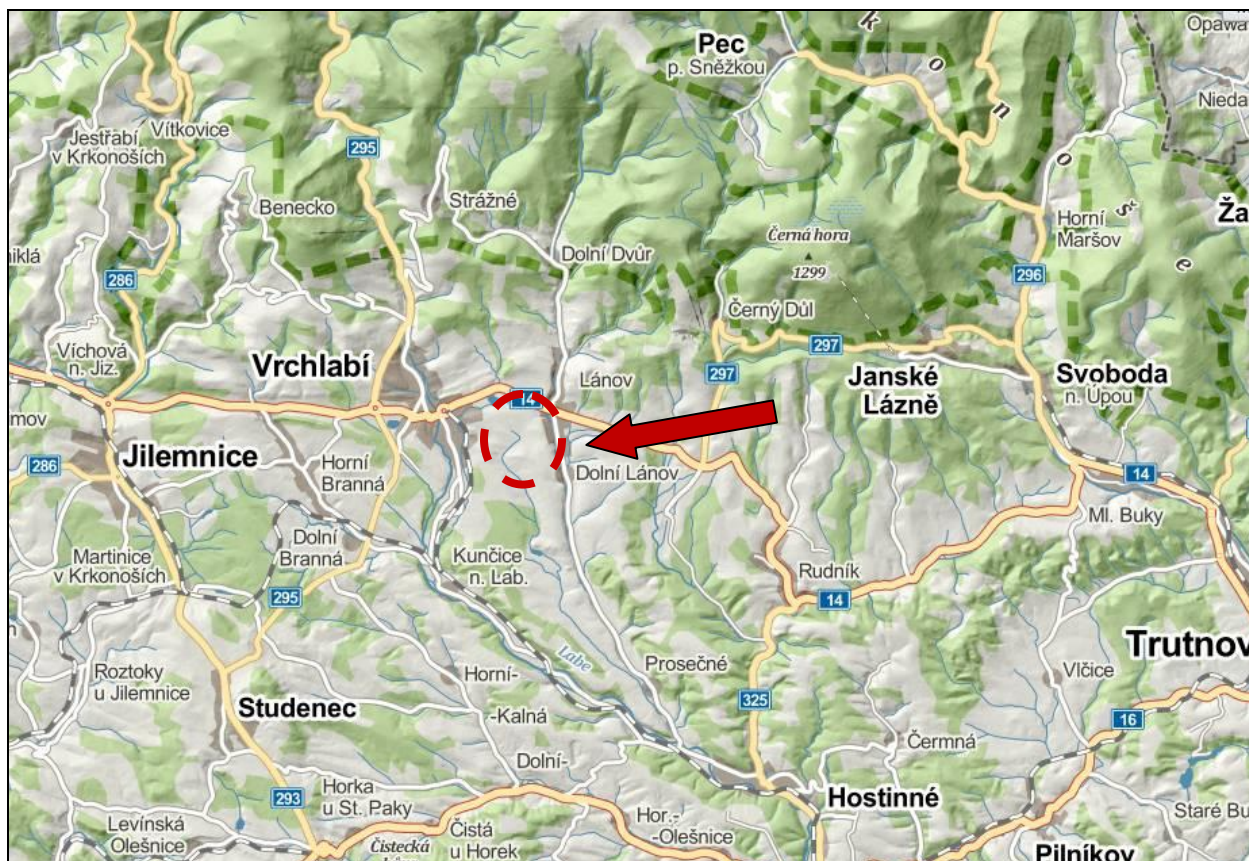 Pec
p. Sněžkou
k
o
n
o
š
e
Opawa
Nieda
Jestřabí
v Krkonoších
Vítkovice
295
Strážné
Benecko
Černá hora
1299
Horní
Maršov
Ža
iklá
Dolní Dvůr
286
296
Černý Důl
297
Víchová
n. Jiz.
Vrchlabí
Lánov
297
Janské
Lázně
Svoboda
n. Úpou
14
mov
286
Jilemnice
Horní
Branná
Dolní Lánov
14
Ml. Buky
Martinice
v Krkonoších
Dolní
Branná
Kunčice
n. Lab.
Rudník
295
14
Labe
Trutnov
Roztoky
u Jilemnice
Horní-
-Kalná
Prosečné
Vlčice
Studenec
325
16
Čermná
Dolní-
293
Horka
u St. Paky
Hostinné
Staré Bu
Levínská
Olešnice
Čistecká
Čistá
u Horek
Hor.-
-Olešnice
Pilníkov